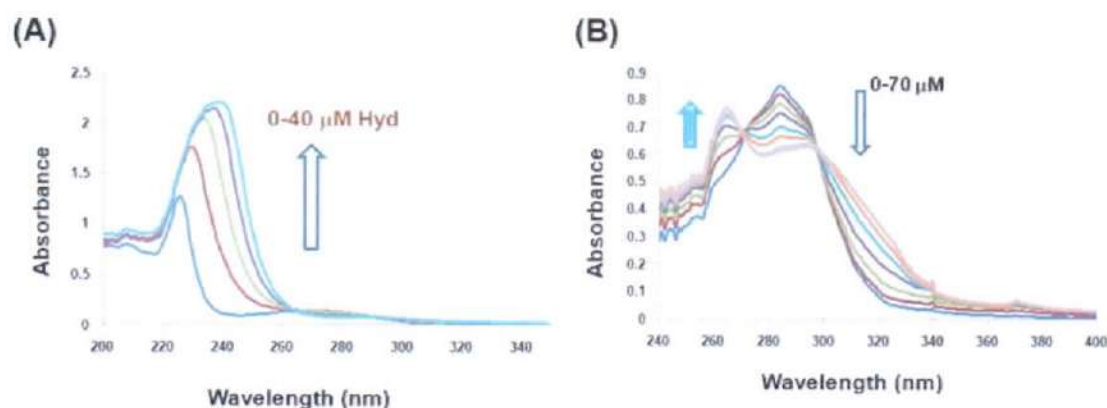 (A)
(B)
2.5
2
1.5
1
0.5
0
Absorbance
0-40 μM Hyd
200 220 240 260 280 300 320 340
Wavelength (nm)
0.9
0.8
0.7
0.6
0.5
0.4
0.3
0.2
0.1
0
Absorbance
0-70 μM
240 260 280 300 320 340 360 380 400
Wavelength (nm)